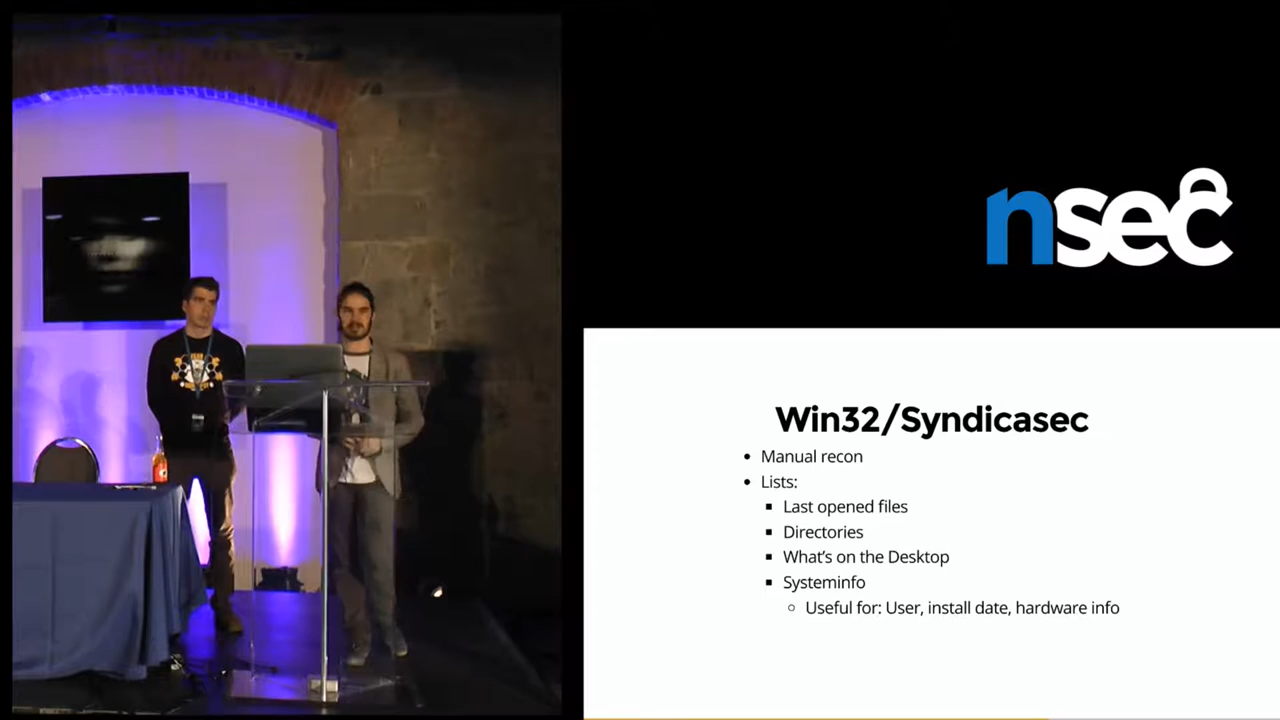 nsec
Win32/Syndicasec
• Manual recon
• Lists:
▪ Last opened files
▪ Directories
▪ What's on the Desktop
▪ Systeminfo
○ Useful for: User, install date, hardware info